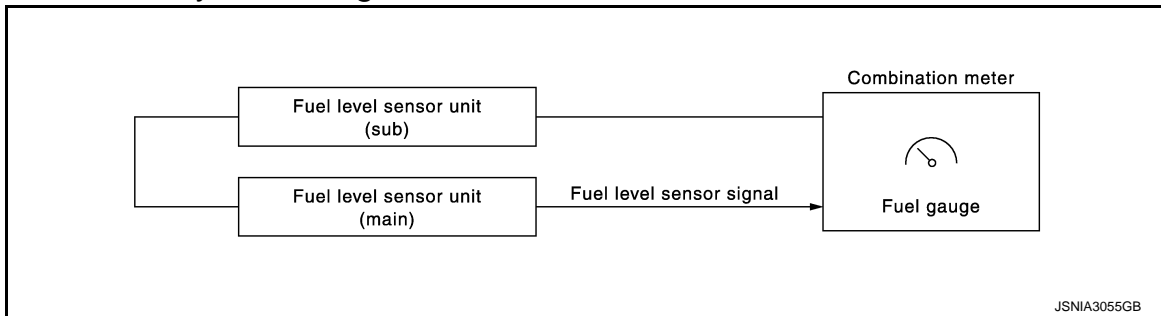 Combination meter
Fuel level sensor unit
(sub)
Fuel level sensor unit
(main)
Fuel level sensor signal
Fuel gauge
JSNIA3055GB